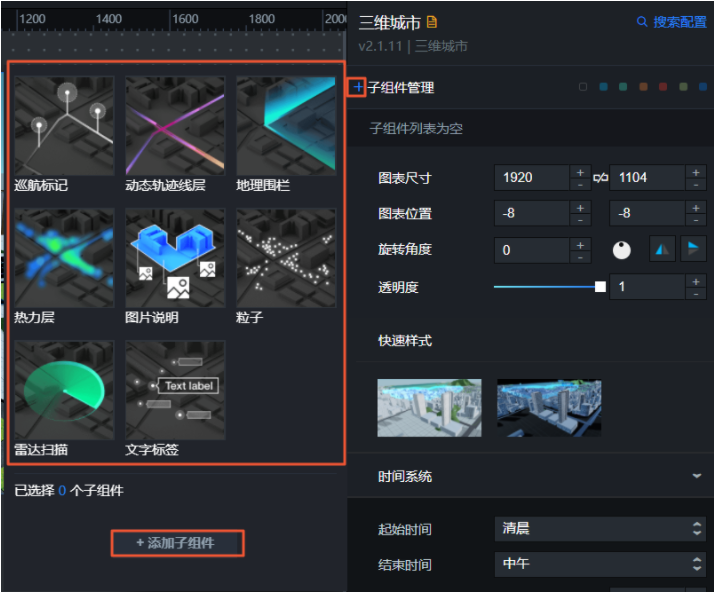 1200 1400 1600 1800 2000
巡航标记 动态轨迹线层 地理围栏
热力层 图片说明 粒子
Text label
雷达扫描 文字标签
已选择 0 个子组件
+ 添加子组件
三维城市 搜索配置
v2.1.11 | 三维城市
+ 子组件管理
子组件列表为空
图表尺寸 1920 + - 1104 + -
图表位置 -8 + - -8 + -
旋转角度 0 + -
透明度 1 + -
快速样式
时间系统
起始时间 清晨
结束时间 中午